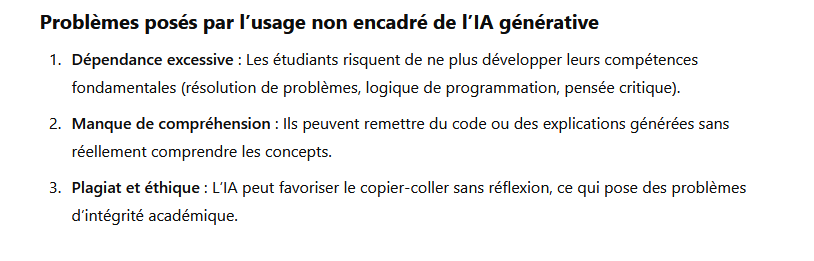 Problèmes posés par l’usage non encadré de l’IA générative
1. Dépendance excessive : Les étudiants risquent de ne plus développer leurs compétences
fondamentales (résolution de problèmes, logique de programmation, pensée critique).
2. Manque de compréhension : Ils peuvent remettre du code ou des explications générées sans
réellement comprendre les concepts.
3. Plagiat et éthique : L’IA peut favoriser le copier-coller sans réflexion, ce qui pose des problèmes
d’intégrité académique.